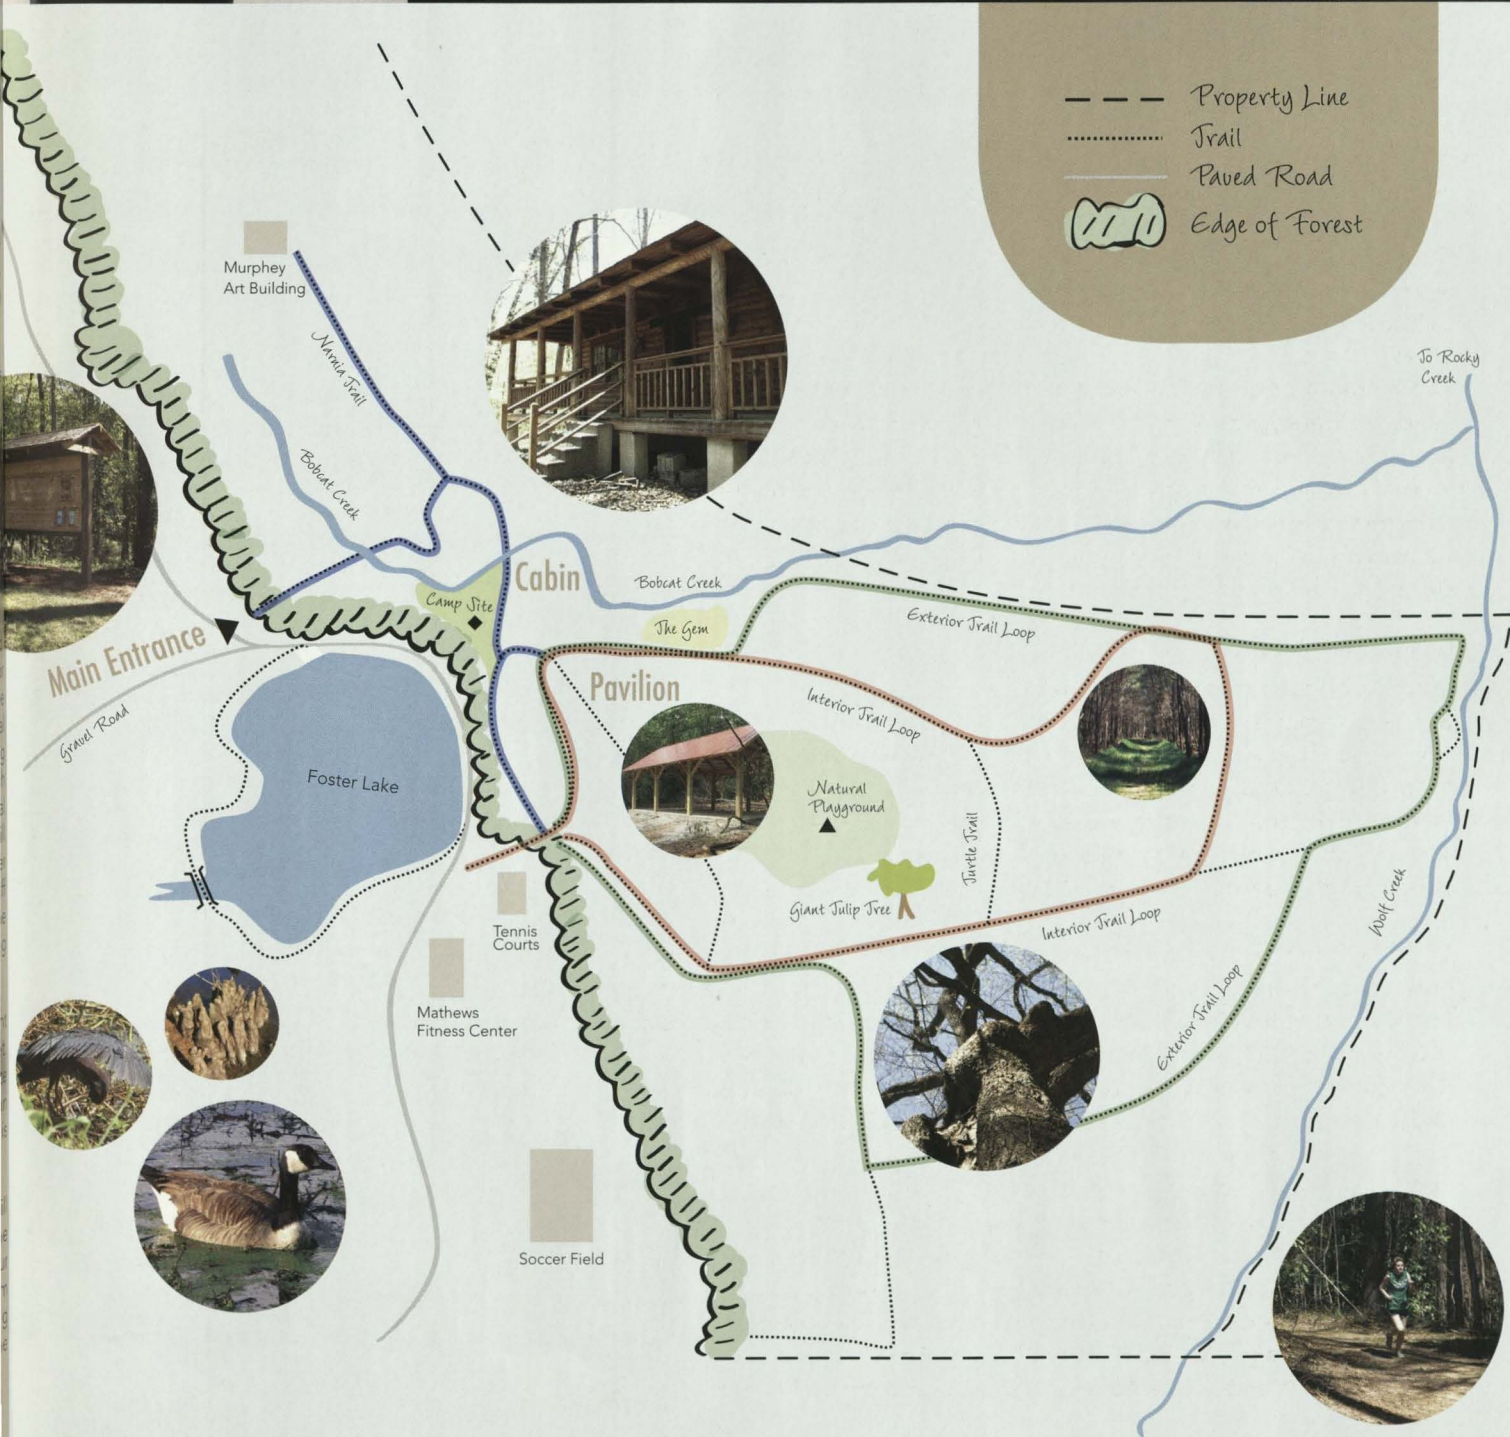 Property Line
Trail
Paved Road
Edge of Forest
Murphey
Art Building
Narnia Trail
To Rocky
Creek
Bobcat Creek
Cabin
Bobcat Creek
Camp Site
The Gem
Exterior Trail Loop
Main Entrance
Pavilion
Interior Trail Loop
Gravel Road
Foster Lake
Natural
Playground
Turtle Trail
Giant Tulip Tree
Interior Trail Loop
Wolf Creek
Tennis
Courts
Mathews
Fitness Center
Exterior Trail Loop
Soccer Field